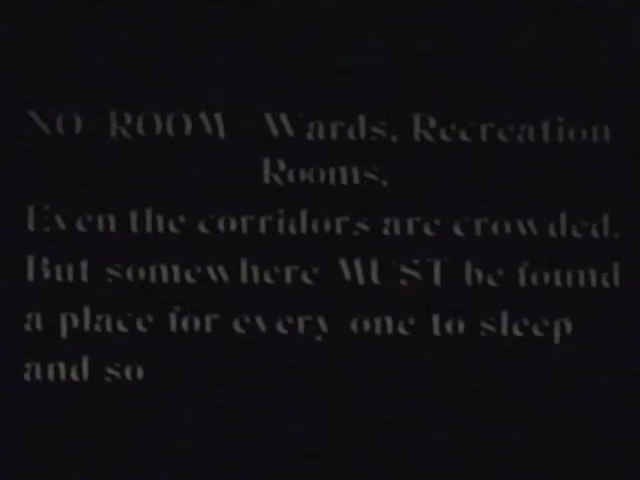 NO ROOM Wards, Recreation
Rooms,
Even the corridors are crowded.
But somewhere MUST be found
a place for every one to sleep
and so